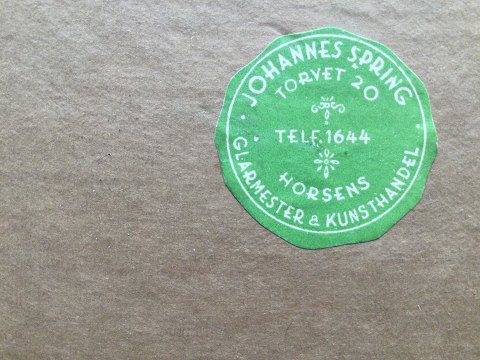 JOHANNES SPRING
TORVET 20
TELF. 1644
HORSENS
GLARMESTER & KUNSTHANDEL